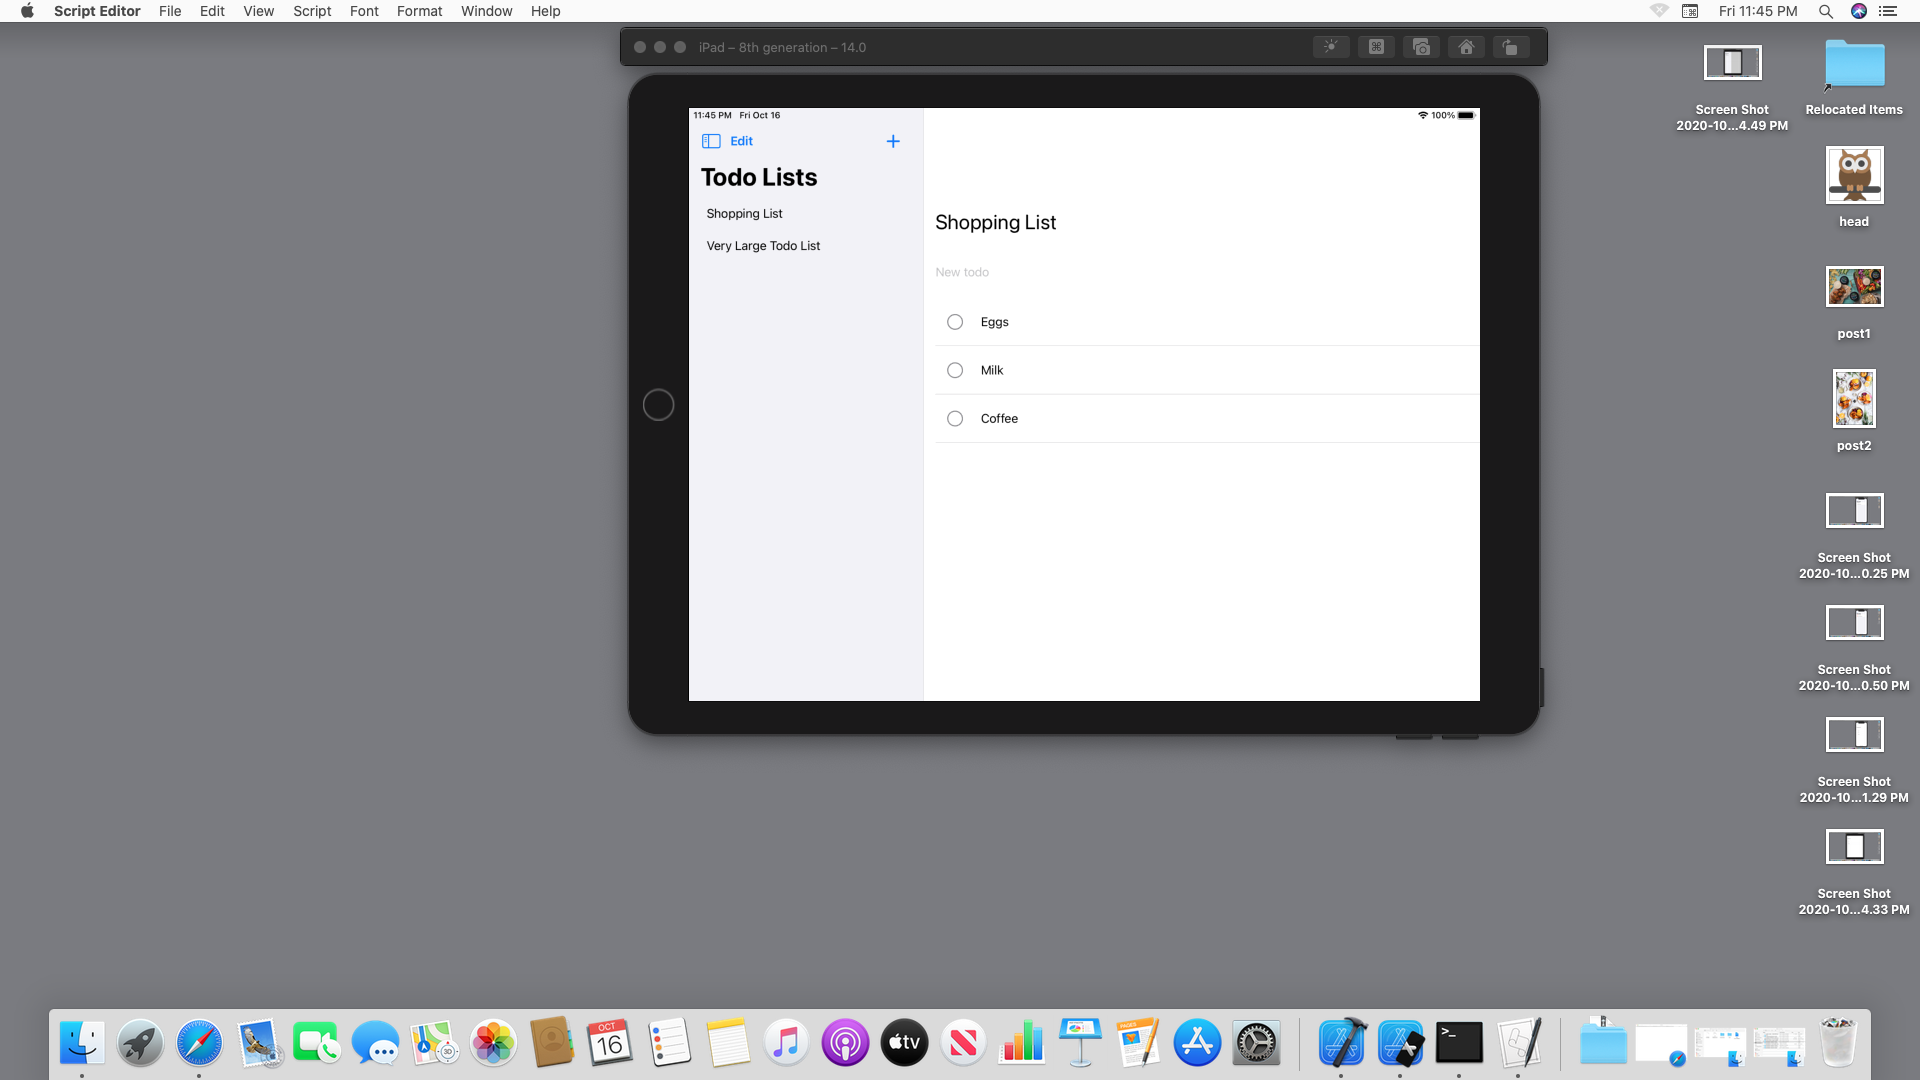 Script Editor File Edit View Script Font Format Window Help
Fri 11:45 PM
iPad – 8th generation – 14.0
11:45 PM Fri Oct 16
100%
Edit
Todo Lists
Shopping List
Very Large Todo List
Shopping List
New todo
Eggs
Milk
Coffee
Screen Shot
2020-10...4.49 PM
Relocated Items
head
post1
post2
Screen Shot
2020-10...0.25 PM
Screen Shot
2020-10...0.50 PM
Screen Shot
2020-10...1.29 PM
Screen Shot
2020-10...4.33 PM
3D
OCT
16
tv
PAGES
>_